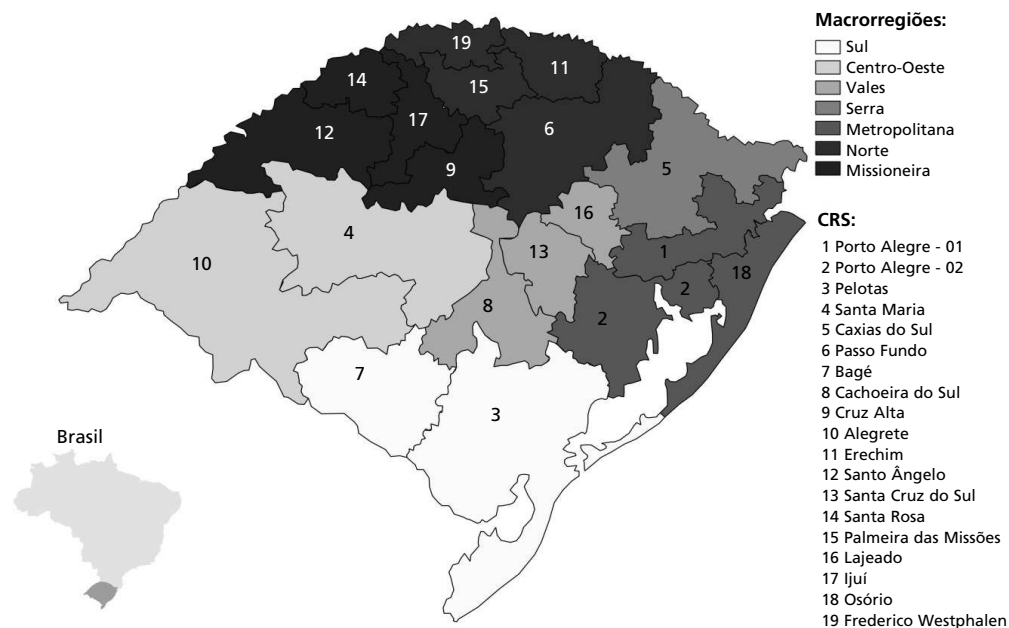 Macrorregiões:
Sul
Centro-Oeste
Vales
Serra
Metropolitana
Norte
Missioneira
CRS:
1 Porto Alegre - 01
2 Porto Alegre - 02
3 Pelotas
4 Santa Maria
5 Caxias do Sul
6 Passo Fundo
7 Bagé
8 Cachoeira do Sul
9 Cruz Alta
10 Alegrete
11 Erechim
12 Santo Ângelo
13 Santa Cruz do Sul
14 Santa Rosa
15 Palmeira das Missões
16 Lajeado
17 Ijuí
18 Osório
19 Frederico Westphalen
19
11
14
15
17
12
6
9
5
16
4
13
1
10
18
2
8
2
7
3
Brasil